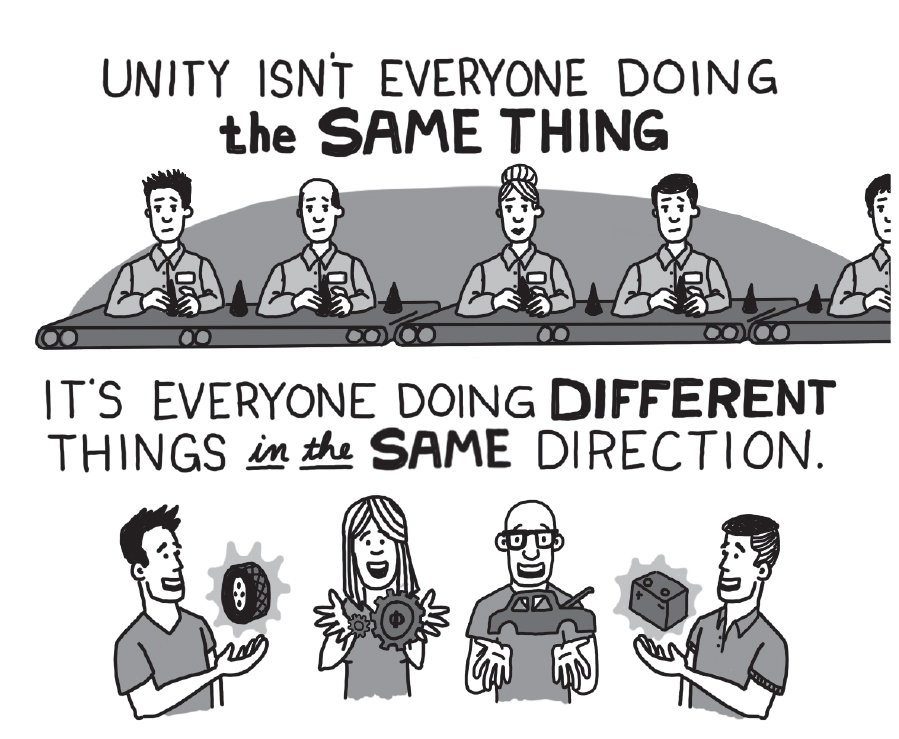 UNITY ISN'T EVERYONE DOING
the SAME THING
IT'S EVERYONE DOING DIFFERENT
THINGS in the SAME DIRECTION.